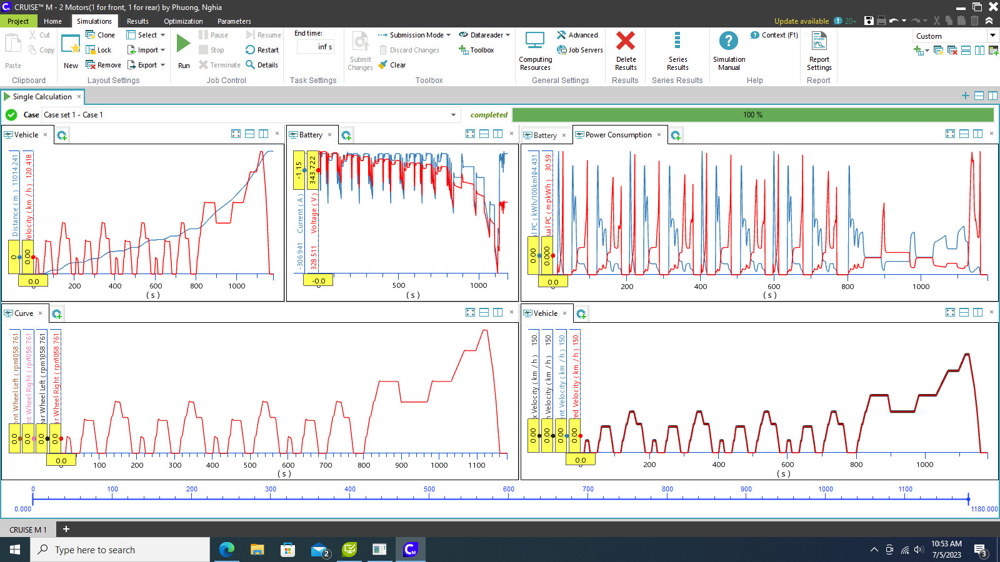 CRUISE™ M - 2 Motors(1 for front, 1 for rear) by Phuong, Nghia
Project Home Simulations Results Optimization Parameters
Update available 20+
Cut
Copy
Paste
Clipboard
New
Clone
Lock
Remove
Select
Import
Export
Layout Settings
Run
Pause
Stop
Terminate
Resume
Restart
Details
Job Control
End time:
inf s
Task Settings
Submit Changes
Submission Mode
Discard Changes
Clear
Datareader
Toolbox
Toolbox
Computing Resources
Advanced
Job Servers
General Settings
Delete Results
Results
Series Results
Series Results
Simulation Manual
Context (F1)
Help
Report Settings
Report
Custom
Single Calculation
Case Case set 1 - Case 1
completed
100 %
Vehicle
Distance ( m ) 11014.241
Velocity ( km / h ) 120.418
0
0.00
0.0
200 400 600 800 1000
( s )
Battery
-306.941 Current ( A ) -1.15
328.511 Voltage ( V ) 343.722
-0.0
500 1000
( s )
Battery
Power Consumption
l PC ( kWh/100km ) 104.431
ual PC ( m pkWh ) 30.59
0.00
0.000
0.0
200 400 600 800 1000
( s )
Curve
nt Wheel Left ( rpm ) 1058.761
nt Wheel Right ( rpm ) 1058.761
ar Wheel Left ( rpm ) 1058.761
ar Wheel Right ( rpm ) 1058.761
0.0
0.0
0.0
0.0
0.0
100 200 300 400 500 600 700 800 900 1000 1100
( s )
Vehicle
x Velocity ( km / h ) 150.
n Velocity ( km / h ) 150.
nt Velocity ( km / h ) 150.
red Velocity ( km / h ) 150.
0.00
0.00
0.00
0.00
0.0
200 400 600 800 1000
( s )
0 100 200 300 400 500 600 700 800 900 1000 1100
0.000 1180.000
CRUISE M 1
Type here to search
2
10:53 AM
7/5/2023
3